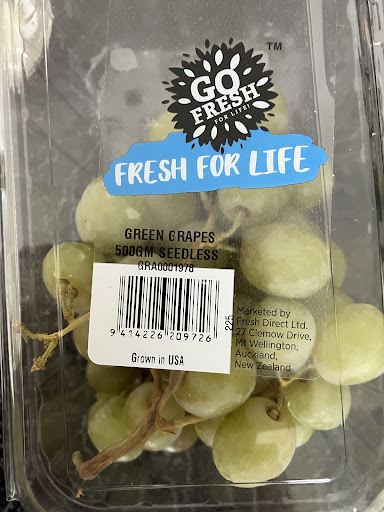 TM
GO
FRESH
FOR LIFE!
FRESH FOR LIFE
GREEN GRAPES
500GM SEEDLESS
GRA0001978
9 414226 209726
Grown in USA
225
Marketed by
Fresh Direct Ltd.
27 Clemow Drive,
Mt Wellington,
Auckland,
New Zealand